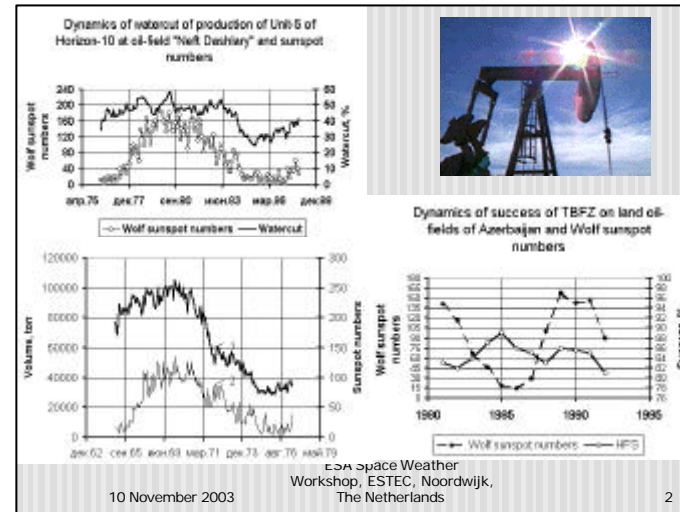 Dynamics of watercut of production of Unit-5 of
Horizon-10 at oil-field "Neft Dashlary" and sunspot
numbers
Wolf sunspot
numbers
240
200
160
120
80
40
0
60
50
40
30
20
10
0
Watercut, %
апр.75 дек.77 сен.80 июн.83 мар.86 дек.88
Wolf sunspot numbers Watercut
Volume, ton
120000
100000
80000
60000
40000
20000
0
300
250
200
150
100
50
0
Sunspot numbers
дек.62 сен.65 июн.68 мар.71 дек.73 авг.76 май.79
Dynamics of success of TBFZ on land oil-
fields of Azerbaijan and Wolf sunspot
numbers
Wolf sunspot
numbers
1980 1985 1990 1995
Wolf sunspot numbers
ESA Space Weather
Workshop, ESTEC, Noordwijk,
10 November 2003 The Netherlands 2